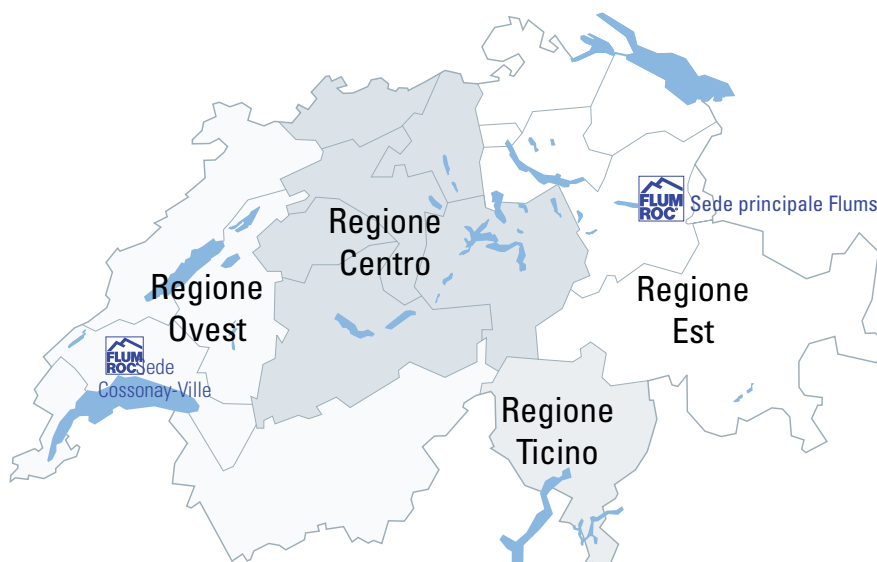 FLUM
ROC
Sede principale Flums
Regione
Centro
Regione
Ovest
Regione
Est
FLUM
ROC
Sede
Cossonay-Ville
Regione
Ticino